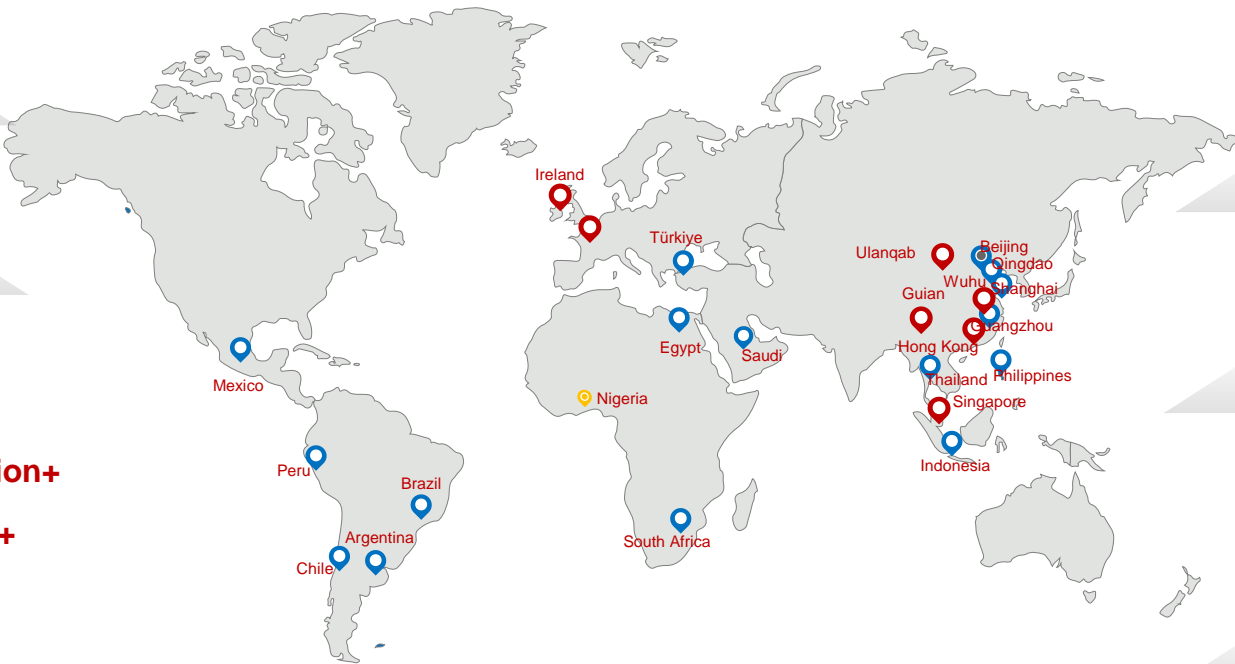 Ireland
Türkiye
Beijing
Ulanqab
Qingdao
Wuhu
Shanghai
Guian
Guangzhou
Egypt
Saudi
Hong Kong
Mexico
Thailand
Philippines
Nigeria
Singapore
ion+
Peru
Indonesia
Brazil
+
Argentina
South Africa
Chile